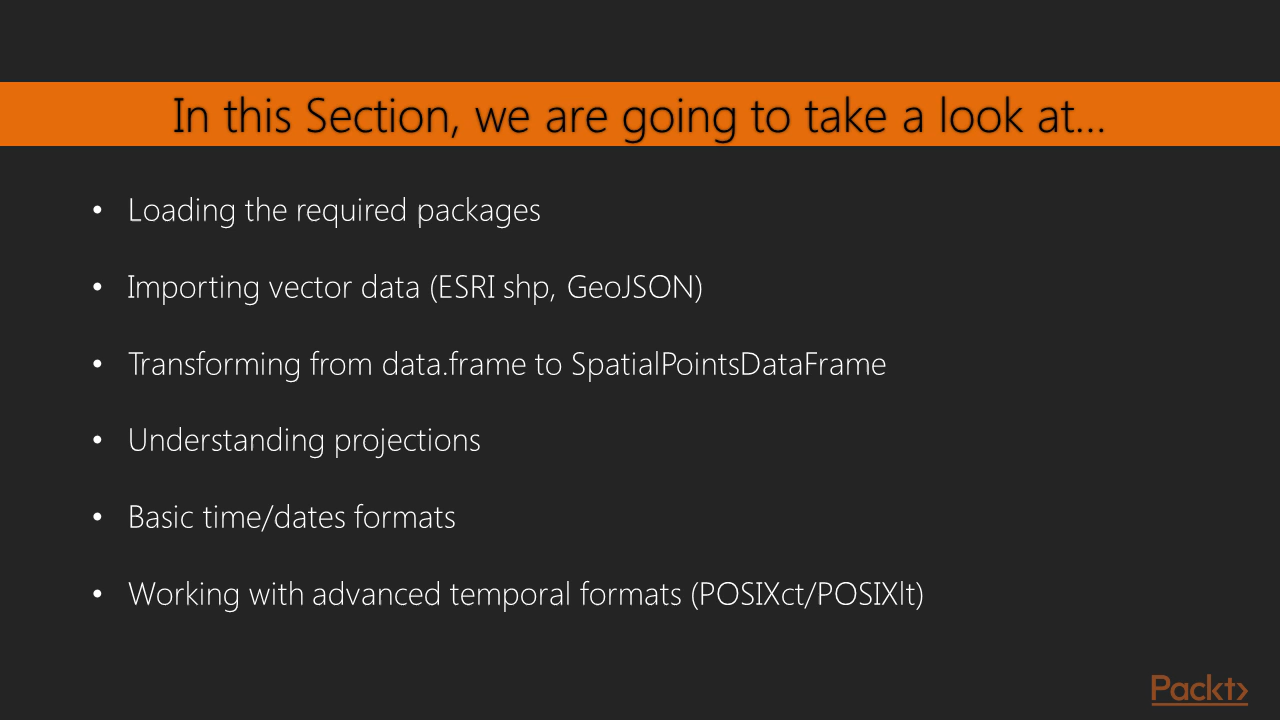 In this Section, we are going to take a look at...
• Loading the required packages
• Importing vector data (ESRI shp, GeoJSON)
• Transforming from data.frame to SpatialPointsDataFrame
• Understanding projections
• Basic time/dates formats
• Working with advanced temporal formats (POSIXct/POSIXlt)
Packt>